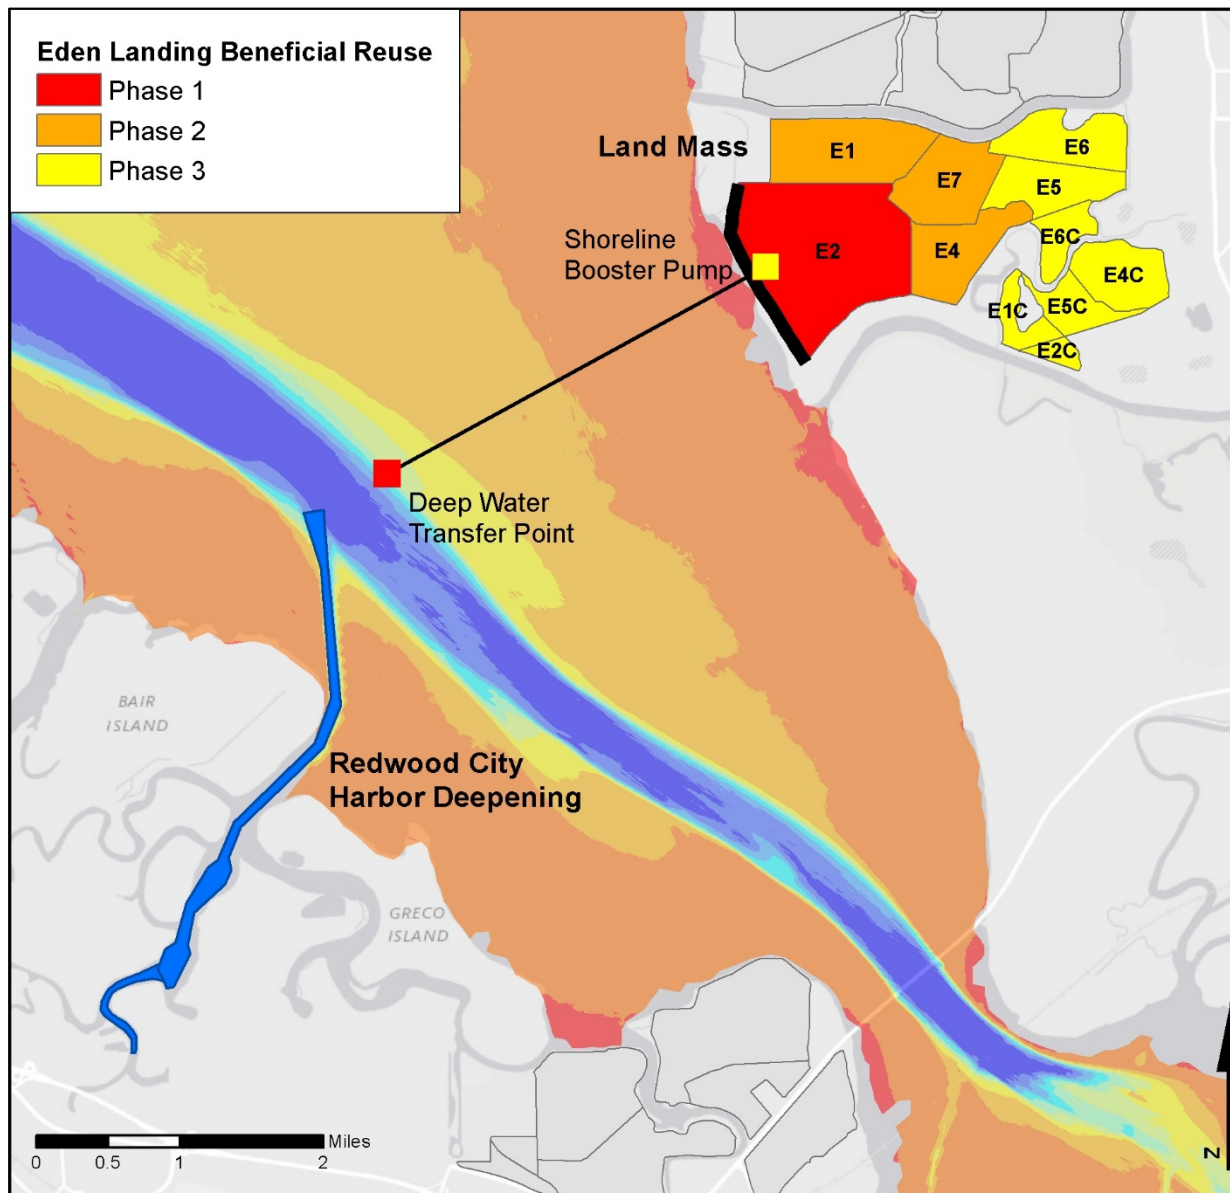 Eden Landing Beneficial Reuse
Phase 1
Phase 2
Phase 3
Land Mass
E1
E7
E6
E5
E2
E4
E6C
E4C
E1C
E5C
E2C
Shoreline
Booster Pump
Deep Water
Transfer Point
BAIR
ISLAND
Redwood City
Harbor Deepening
GRECO
ISLAND
Miles
0 0.5 1 2
N